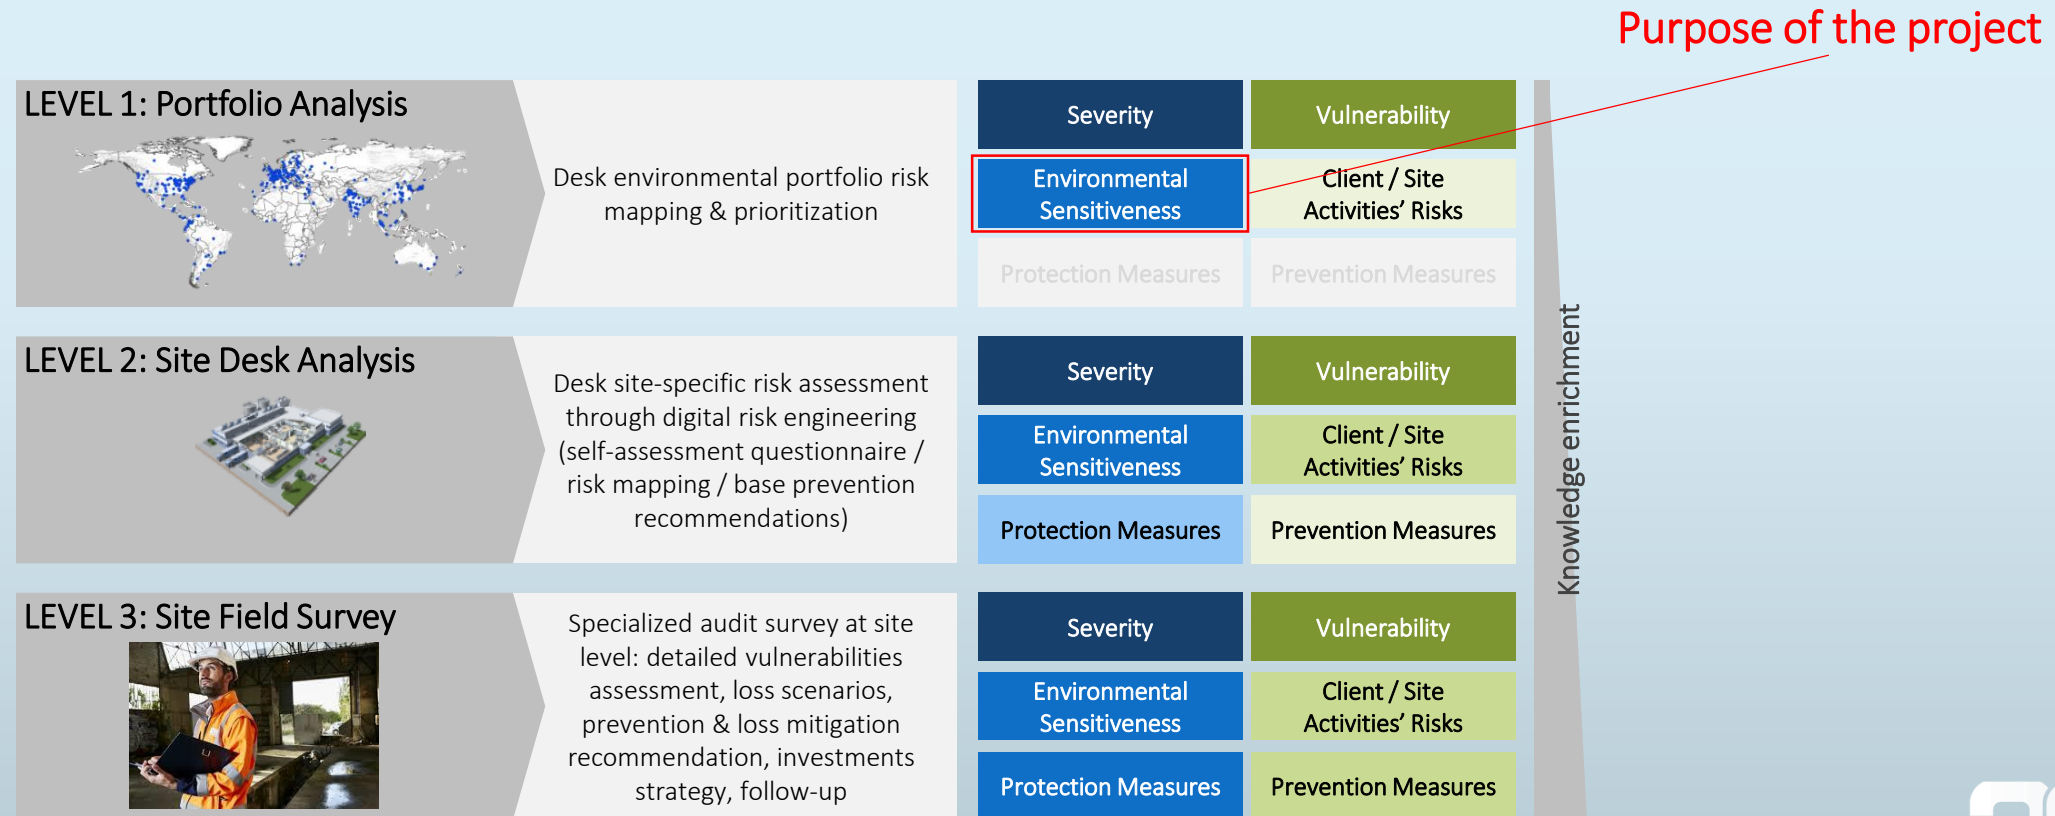 Purpose of the project
LEVEL 1: Portfolio Analysis
Desk environmental portfolio risk
mapping & prioritization
Severity
Vulnerability
Environmental
Sensitiveness
Client / Site
Activities’ Risks
Protection Measures
Prevention Measures
LEVEL 2: Site Desk Analysis
Desk site-specific risk assessment
through digital risk engineering
(self-assessment questionnaire /
risk mapping / base prevention
recommendations)
Severity
Vulnerability
Environmental
Sensitiveness
Client / Site
Activities’ Risks
Protection Measures
Prevention Measures
Knowledge enrichment
LEVEL 3: Site Field Survey
Specialized audit survey at site
level: detailed vulnerabilities
assessment, loss scenarios,
prevention & loss mitigation
recommendation, investments
strategy, follow-up
Severity
Vulnerability
Environmental
Sensitiveness
Client / Site
Activities’ Risks
Protection Measures
Prevention Measures